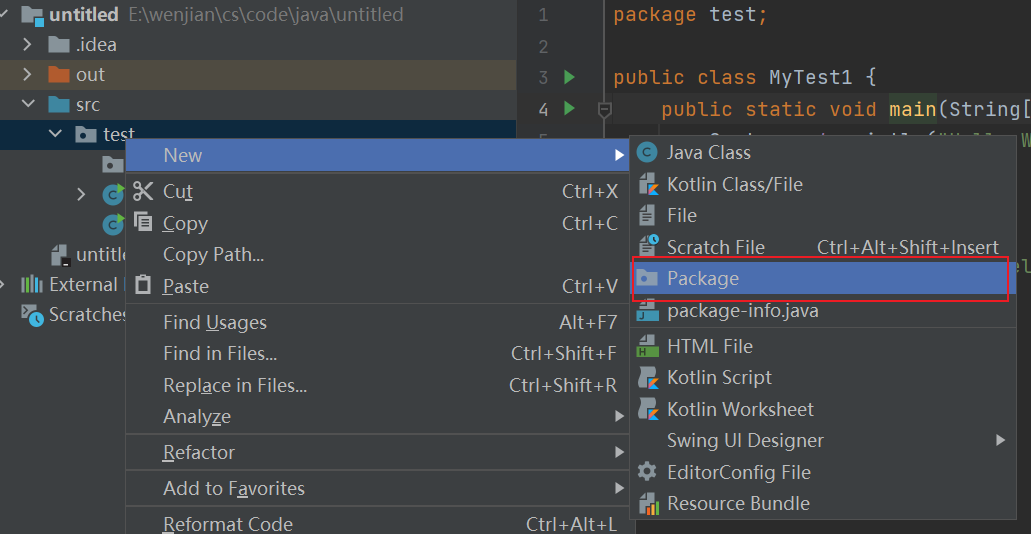 untitled E:\wenjian\cs\code\java\untitled
.idea
out
src
test
External
Scratches
1 package test;
2
3 public class MyTest1 {
4 public static void main(String[
New
Cut Ctrl+X
Copy Ctrl+C
Copy Path...
Paste Ctrl+V
Find Usages Alt+F7
Find in Files... Ctrl+Shift+F
Replace in Files... Ctrl+Shift+R
Analyze
Refactor
Add to Favorites
Reformat Code Ctrl+Alt+L
Java Class
Kotlin Class/File
File
Scratch File Ctrl+Alt+Shift+Insert
Package
package-info.java
HTML File
Kotlin Script
Kotlin Worksheet
Swing UI Designer
EditorConfig File
Resource Bundle